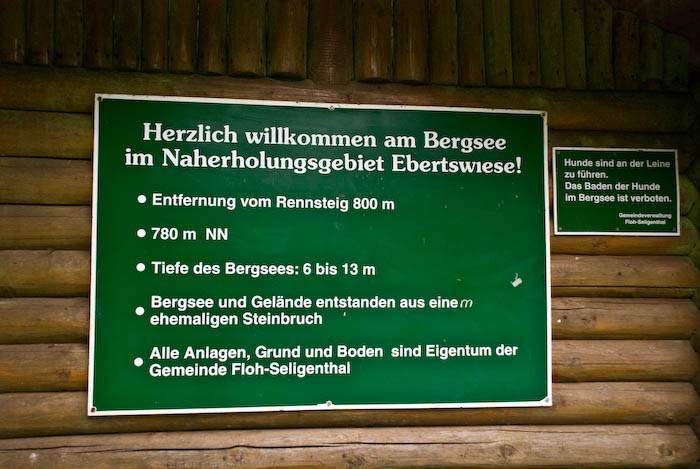 Herzlich willkommen am Bergsee
im Naherholungsgebiet Ebertswiese!
• Entfernung vom Rennsteig 800 m
• 780 m NN
• Tiefe des Bergsees: 6 bis 13 m
• Bergsee und Gelände entstanden aus einem
ehemaligen Steinbruch
• Alle Anlagen, Grund und Boden sind Eigentum der
Gemeinde Floh-Seligenthal
Hunde sind an der Leine
zu führen.
Das Baden der Hunde
im Bergsee ist verboten.
Gemeindeverwaltung
Floh-Seligenthal